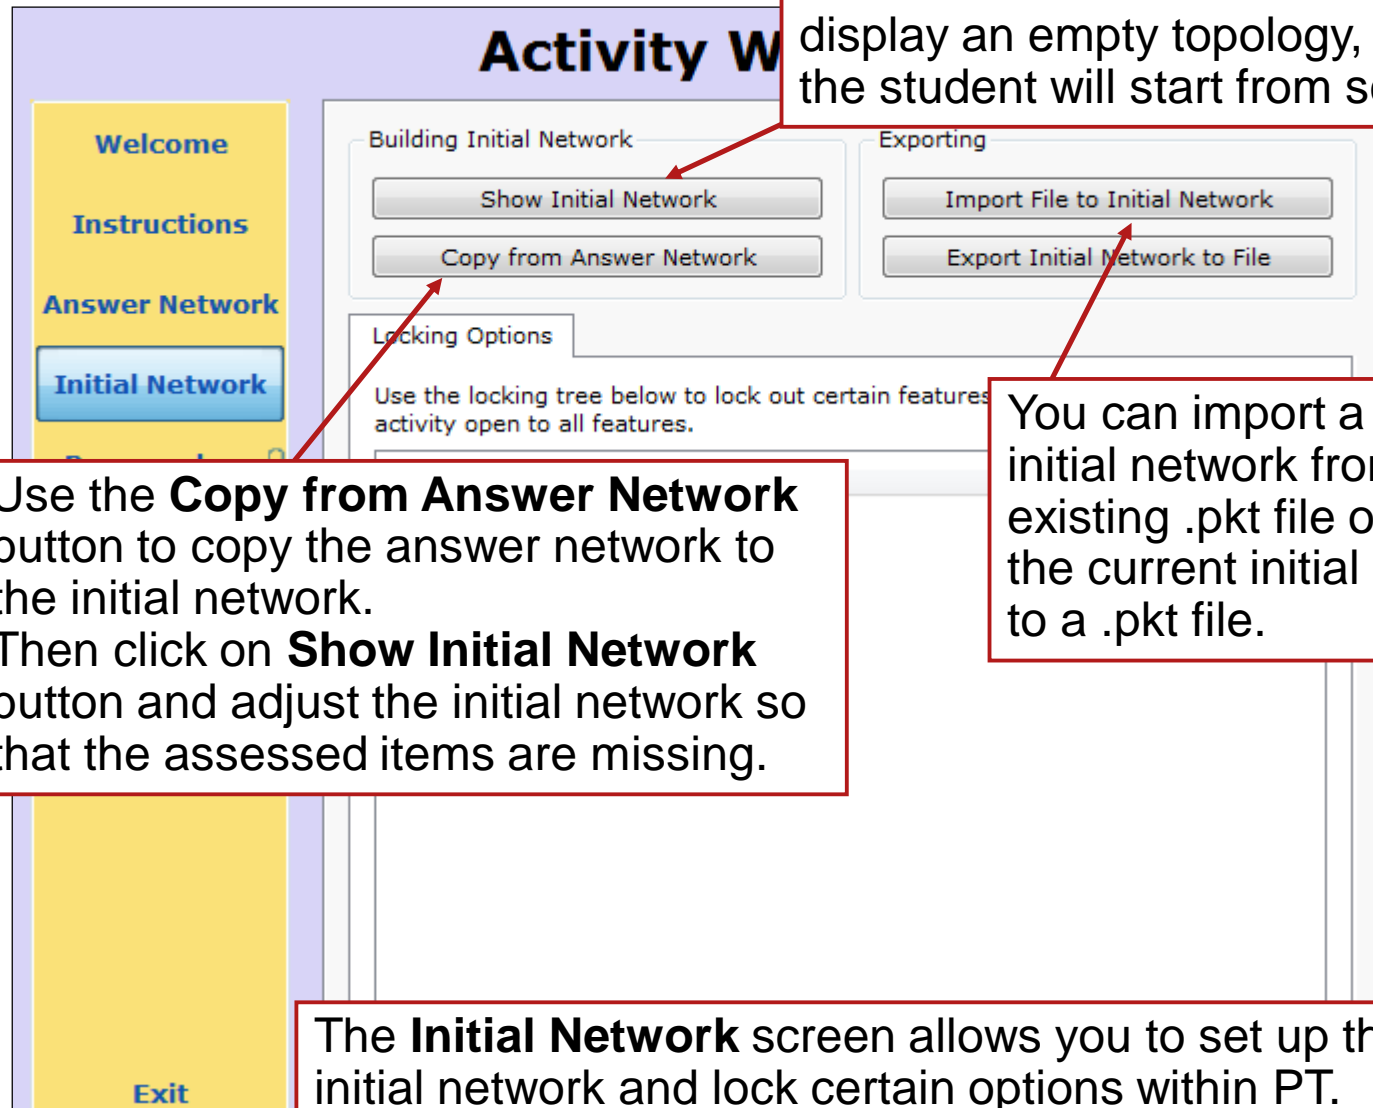 Activity W
display an empty topology,
the student will start from
Welcome
Instructions
Answer Network
Initial Network
Exit
Building Initial Network
Show Initial Network
Copy from Answer Network
Exporting
Import File to Initial Network
Export Initial Network to File
Locking Options
Use the locking tree below to lock out certain features
activity open to all features.
You can import a
initial network
existing .pkt file
the current initial
to a .pkt file.
Use the Copy from Answer Network
button to copy the answer network to
the initial network.
Then click on Show Initial Network
button and adjust the initial network so
that the assessed items are missing.
The Initial Network screen allows you to set up
initial network and lock certain options within PT.